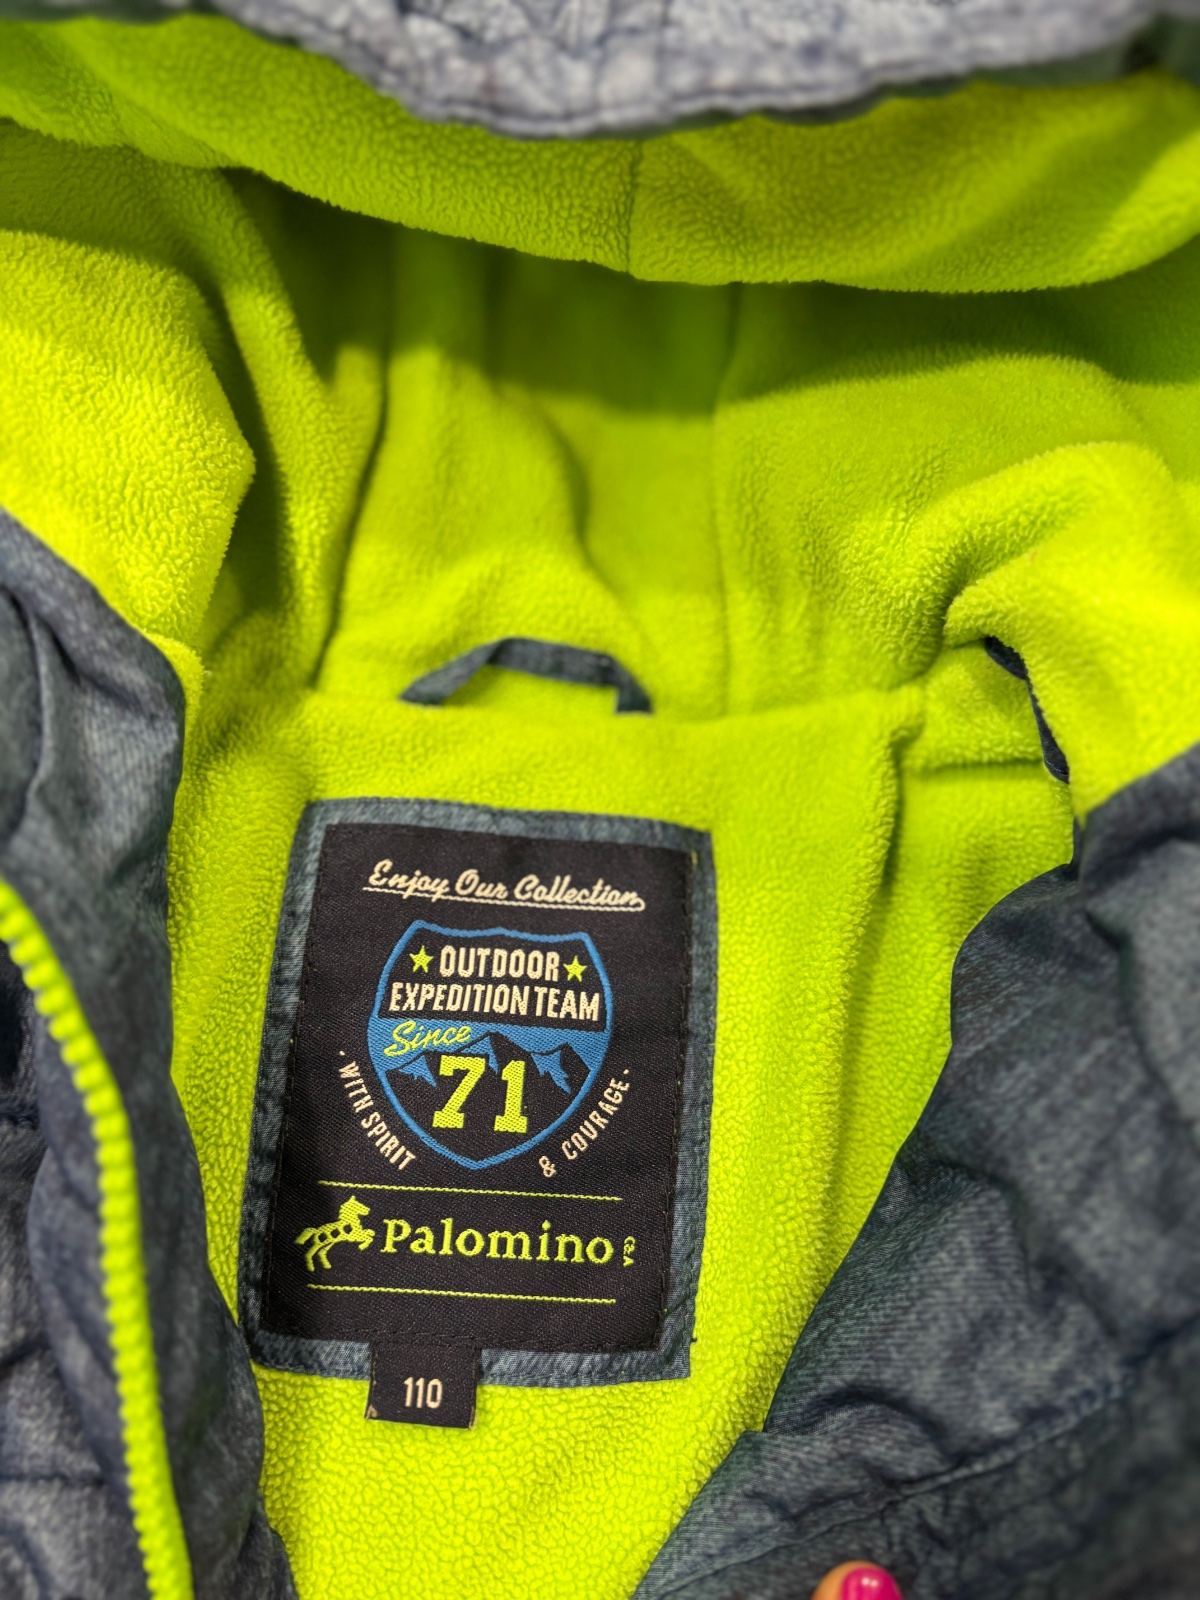 Enjoy Our Collection
OUTDOOR
EXPEDITION TEAM
Since
71
· WITH SPIRIT
& COURAGE ·
Palomino
C&A
110